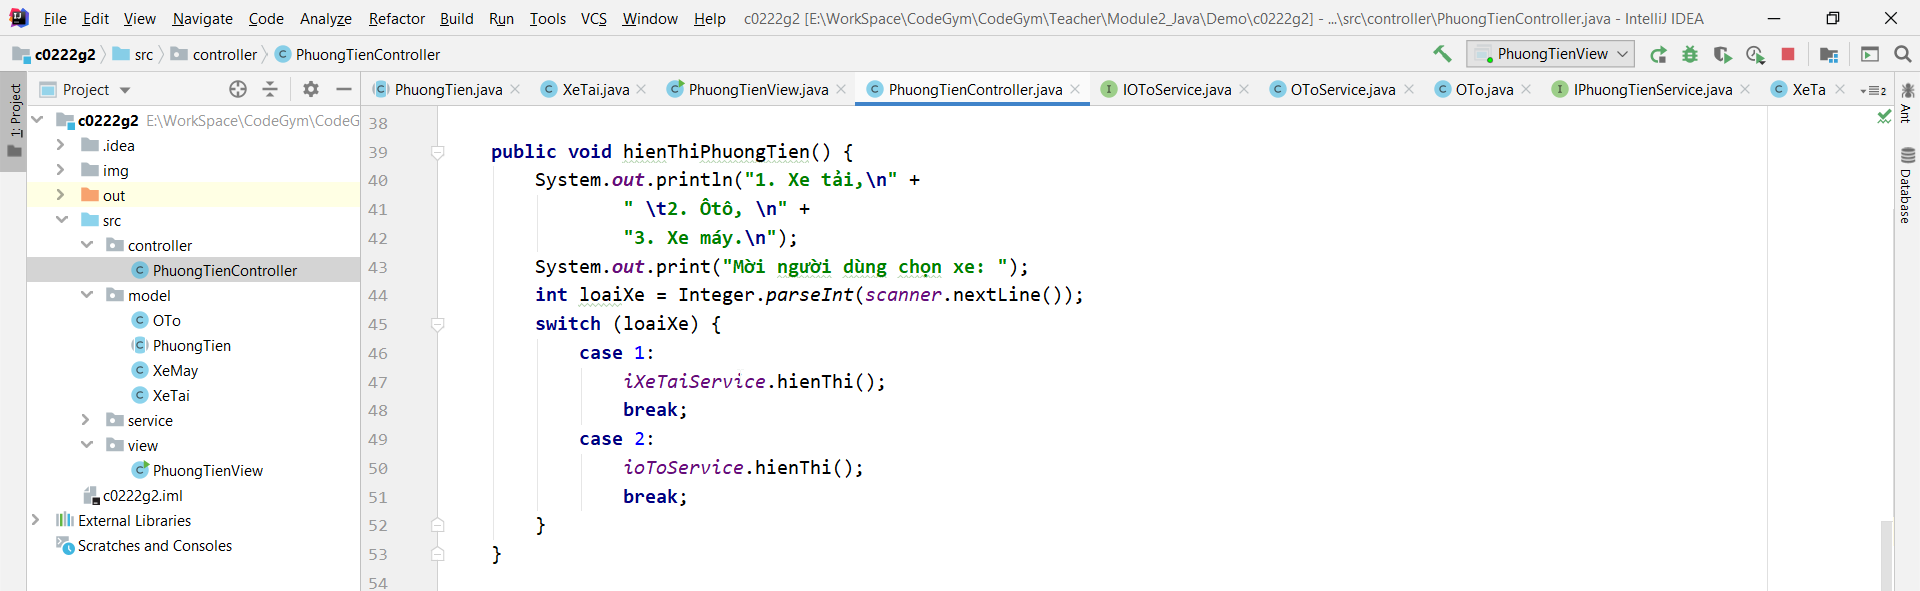 File Edit View Navigate Code Analyze Refactor Build Run Tools VCS Window Help c0222g2 [E:\WorkSpace\CodeGym\CodeGym\Teacher\Module2_Java\Demo\c0222g2] - ...\src\controller\PhuongTienController.java - IntelliJ IDEA
c0222g2 src controller PhuongTienController PhuongTienView
Project PhuongTien.java XeTai.java PhuongTienView.java PhuongTienController.java IOToService.java OToService.java OTo.java IPhuongTienService.java XeTa 2
1: Project
c0222g2 E:\WorkSpace\CodeGym\CodeG
.idea
img
out
src
controller
PhuongTienController
model
OTo
PhuongTien
XeMay
XeTai
service
view
PhuongTienView
c0222g2.iml
External Libraries
Scratches and Consoles
38
39 public void hienThiPhuongTien() {
40 System.out.println("1. Xe tải,\n" +
41 " \t2. Ôtô, \n" +
42 "3. Xe máy.\n");
43 System.out.print("Mời người dùng chọn xe: ");
44 int loaiXe = Integer.parseInt(scanner.nextLine());
45 switch (loaiXe) {
46 case 1:
47 iXeTaiService.hienThi();
48 break;
49 case 2:
50 ioToService.hienThi();
51 break;
52 }
53 }
54
Ant
Database